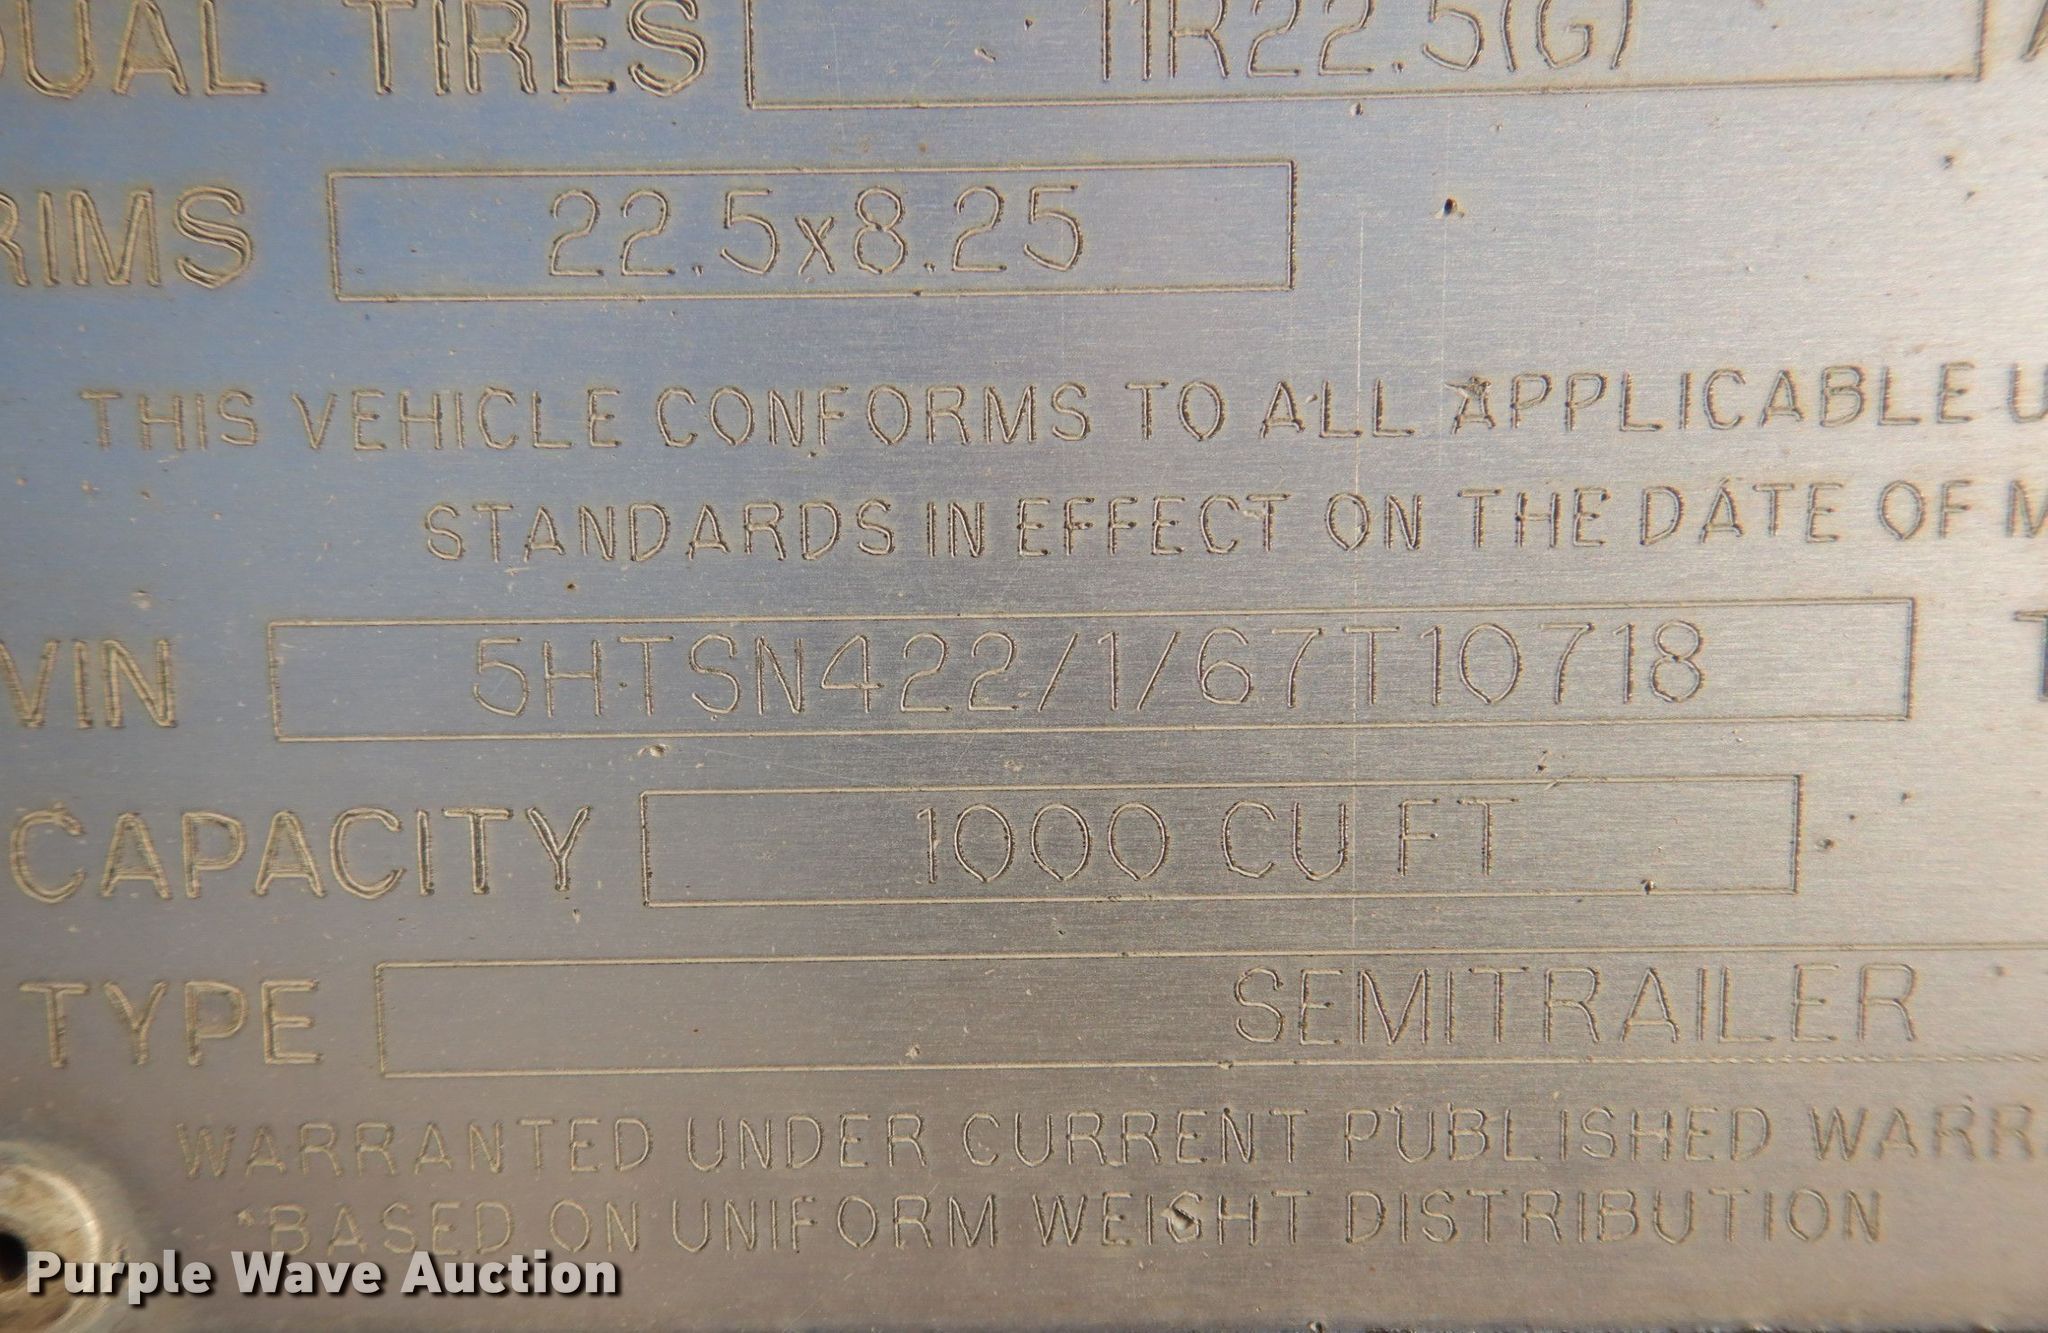 DUAL TIRES 11R22.5(G)
RIMS 22.5x8.25
THIS VEHICLE CONFORMS TO ALL APPLICABLE U
STANDARDS IN EFFECT ON THE DATE OF M
VIN 5HTSN422/1/67T10718
CAPACITY 1000 CU FT
TYPE SEMITRAILER
WARRANTED UNDER CURRENT PUBLISHED WARR
*BASED ON UNIFORM WEIGHT DISTRIBUTION
Purple Wave Auction